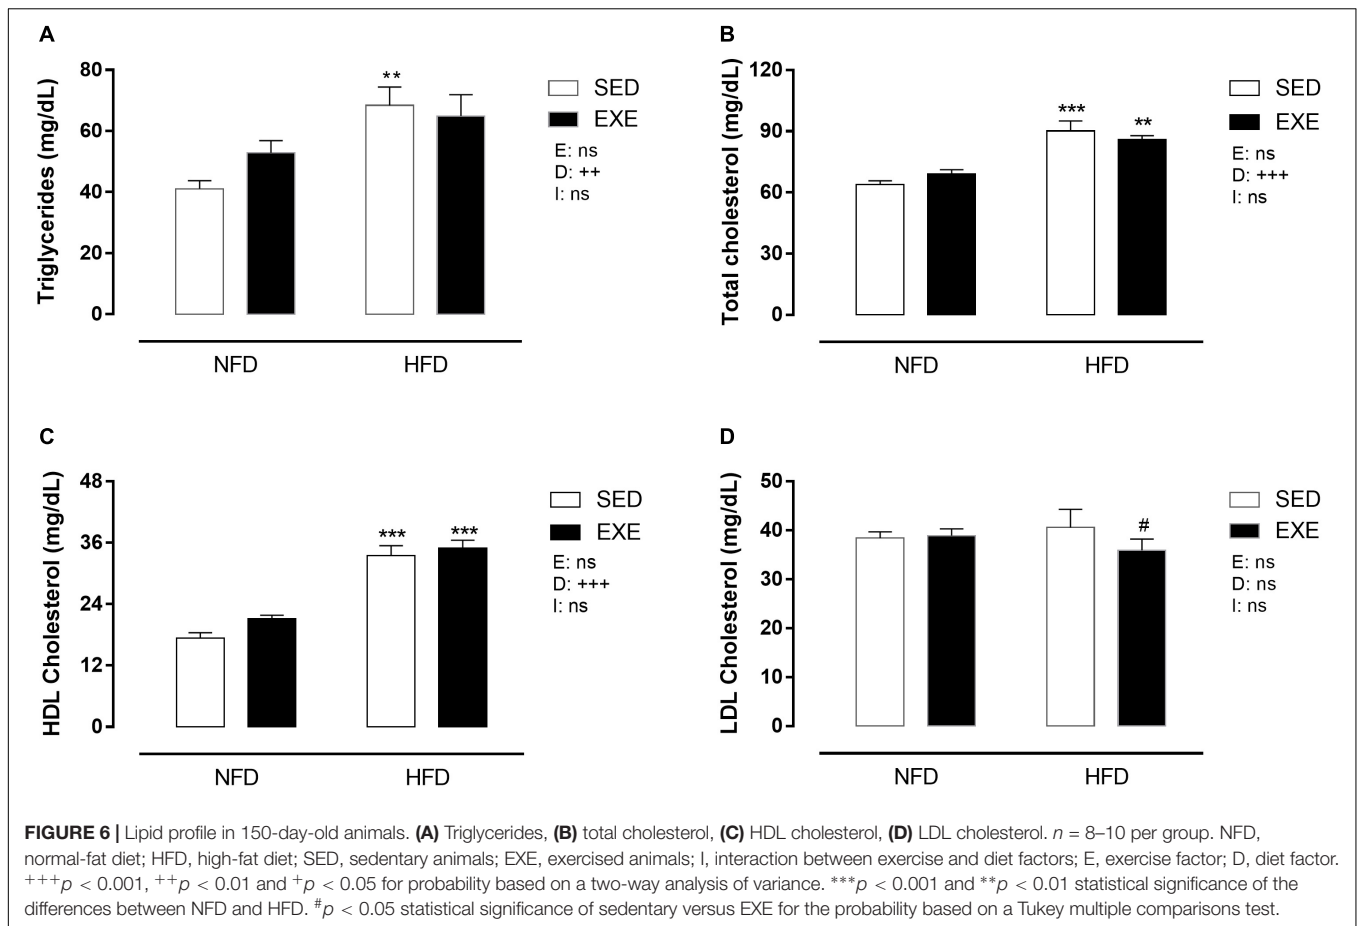 A
Triglycerides (mg/dL)
80
60
40
20
0
**
SED
EXE
E: ns
D: ++
I: ns
NFD
HFD
B
Total cholesterol (mg/dL)
120
90
60
30
0
***
**
SED
EXE
E: ns
D: +++
I: ns
NFD
HFD
C
HDL Cholesterol (mg/dL)
48
36
24
12
0
***
***
SED
EXE
E: ns
D: +++
I: ns
NFD
HFD
D
LDL Cholesterol (mg/dL)
50
40
30
20
10
0
#
SED
EXE
E: ns
D: ns
I: ns
NFD
HFD
FIGURE 6 | Lipid profile in 150-day-old animals. (A) Triglycerides, (B) total cholesterol, (C) HDL cholesterol, (D) LDL cholesterol. n = 8–10 per group. NFD,
normal-fat diet; HFD, high-fat diet; SED, sedentary animals; EXE, exercised animals; I, interaction between exercise and diet factors; E, exercise factor; D, diet factor.
+++p < 0.001, ++p < 0.01 and +p < 0.05 for probability based on a two-way analysis of variance. ***p < 0.001 and **p < 0.01 statistical significance of the
differences between NFD and HFD. #p < 0.05 statistical significance of sedentary versus EXE for the probability based on a Tukey multiple comparisons test.